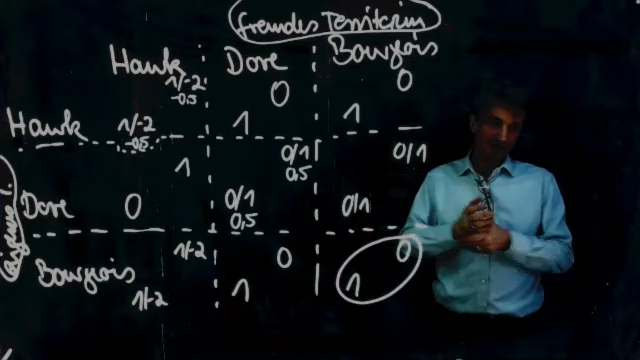 fremdes Territorium
Hawk Dove Bourgeois
1/-2 0 0
-0,5
Hawk 1/-2 1 1
-0,5
1 0/1 0/1
0,5
Dove 0 0/1 0/1
0,5
1/-2 0 0
Bourgeois 1/-2 1 1